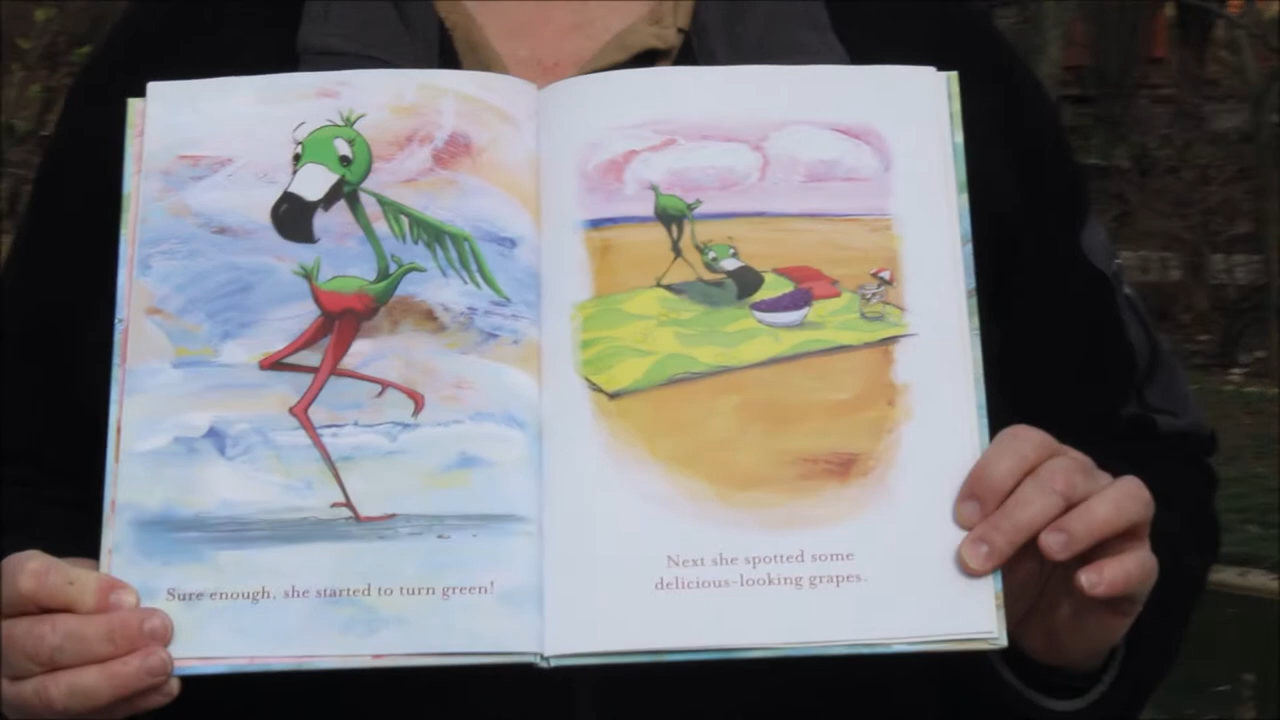 Sure enough, she started to turn green!
Next she spotted some
delicious-looking grapes.